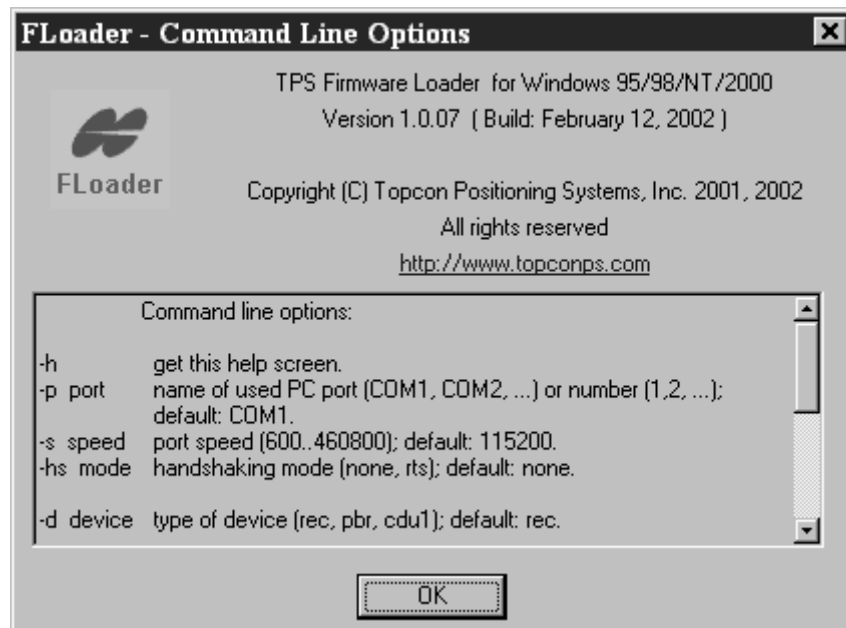 FLoader - Command Line Options
TPS Firmware Loader for Windows 95/98/NT/2000
Version 1.0.07 ( Build: February 12, 2002 )
FLoader
Copyright (C) Topcon Positioning Systems, Inc. 2001, 2002
All rights reserved
http://www.topconps.com
Command line options:
-h get this help screen.
-p port name of used PC port (COM1, COM2, ...) or number (1,2, ...);
default: COM1.
-s speed port speed (600..460800); default: 115200.
-hs mode handshaking mode (none, rts); default: none.
-d device type of device (rec, pbr, cdu1); default: rec.
OK